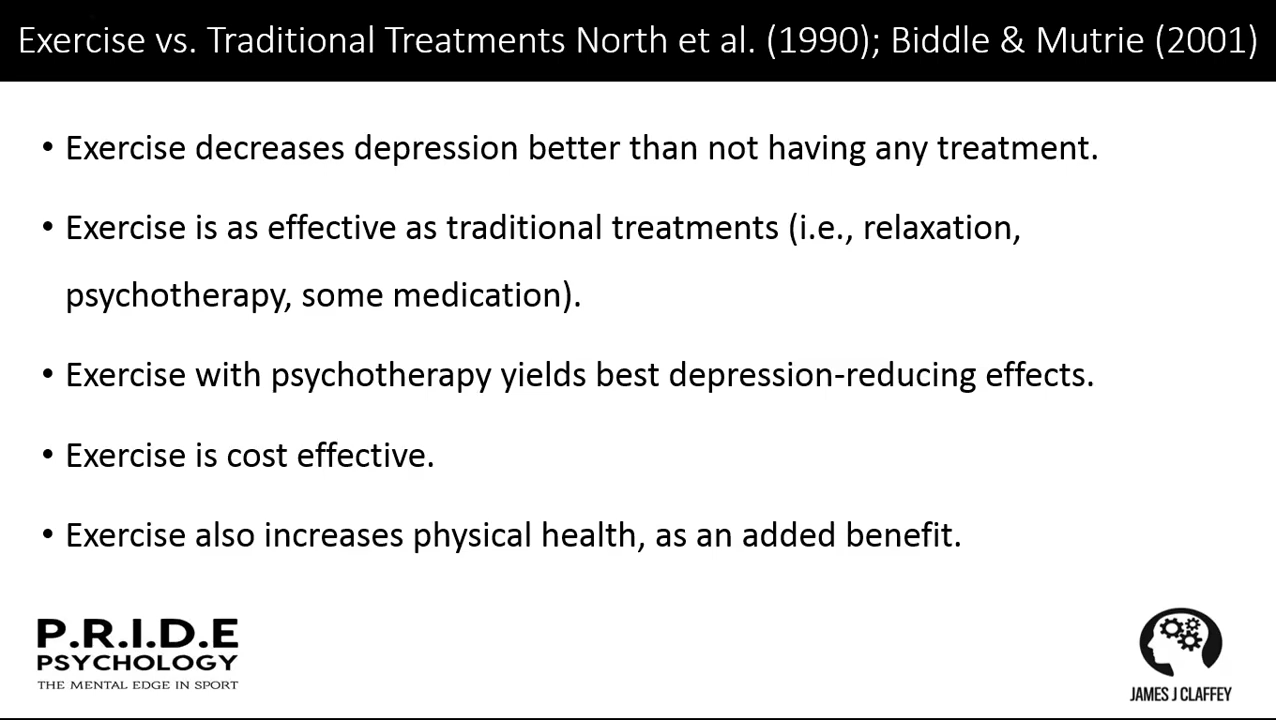 Exercise vs. Traditional Treatments North et al. (1990); Biddle & Mutrie (2001)
• Exercise decreases depression better than not having any treatment.
• Exercise is as effective as traditional treatments (i.e., relaxation,
psychotherapy, some medication).
• Exercise with psychotherapy yields best depression-reducing effects.
• Exercise is cost effective.
• Exercise also increases physical health, as an added benefit.
P.R.I.D.E
PSYCHOLOGY
THE MENTAL EDGE IN SPORT
JAMES J CLAFFEY